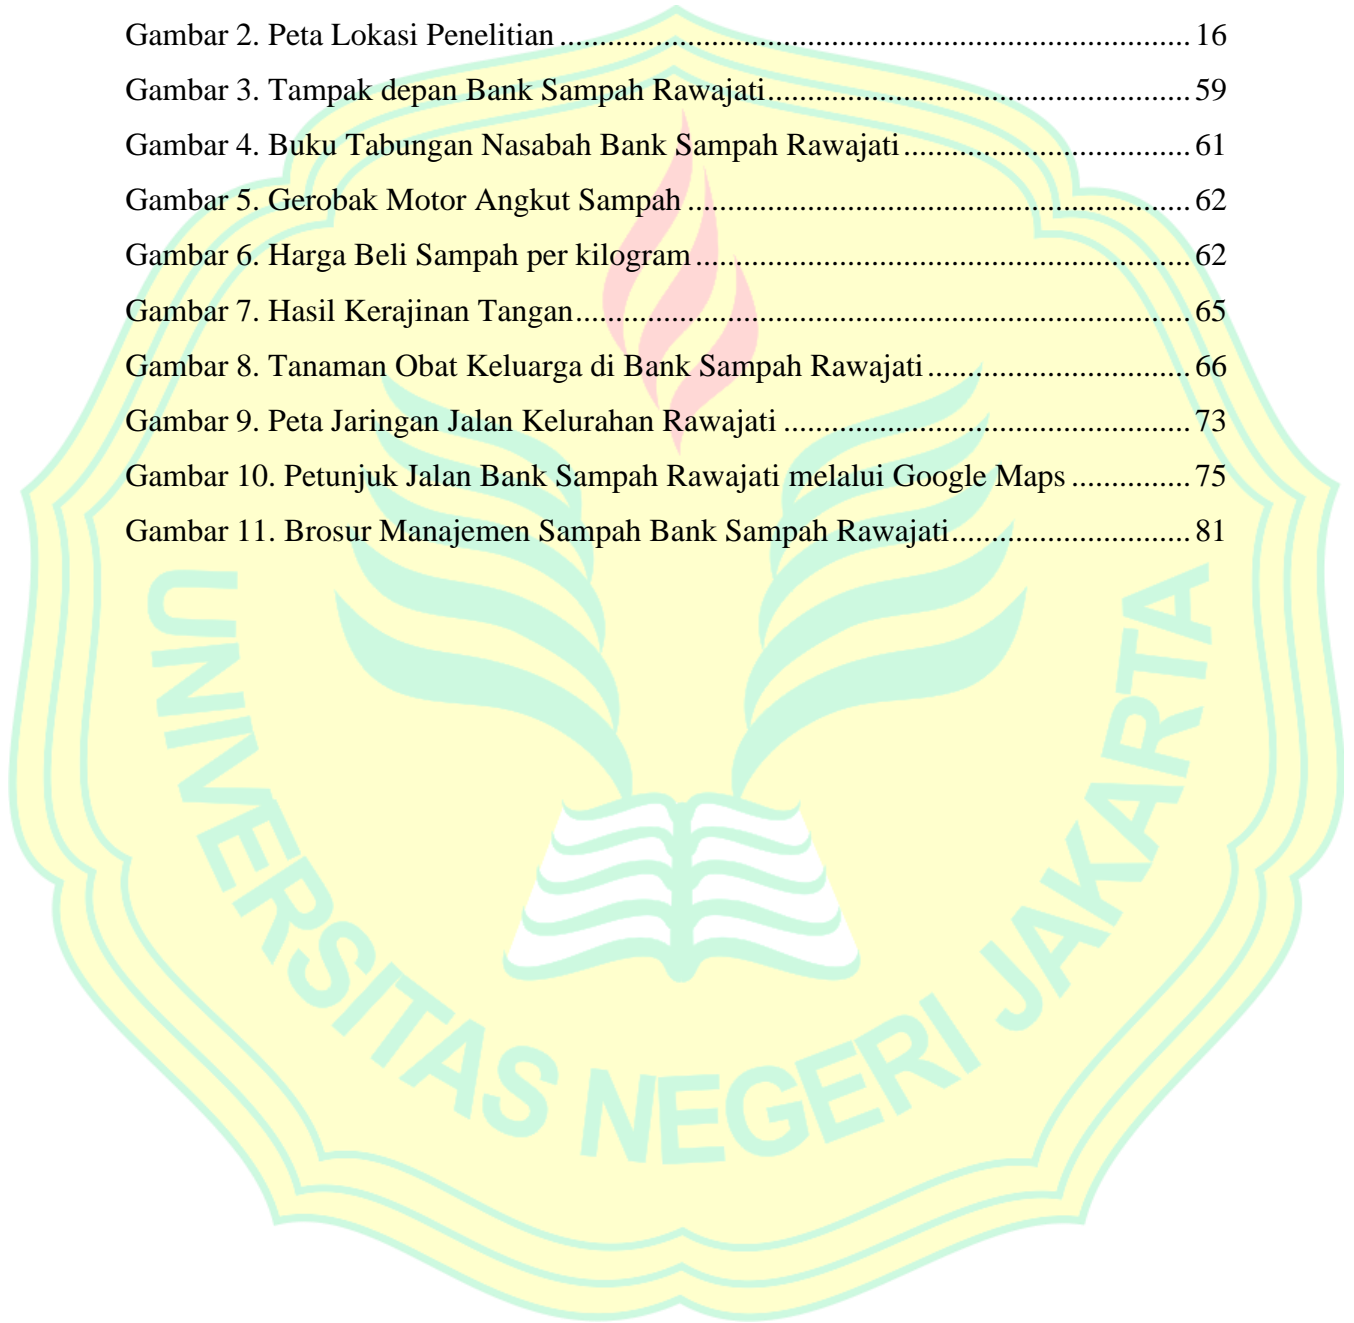 Gambar 2. Peta Lokasi Penelitian ............................................................................... 16
Gambar 3. Tampak depan Bank Sampah Rawajati..................................................... 59
Gambar 4. Buku Tabungan Nasabah Bank Sampah Rawajati.................................... 61
Gambar 5. Gerobak Motor Angkut Sampah ............................................................... 62
Gambar 6. Harga Beli Sampah per kilogram.............................................................. 62
Gambar 7. Hasil Kerajinan Tangan............................................................................. 65
Gambar 8. Tanaman Obat Keluarga di Bank Sampah Rawajati ................................. 66
Gambar 9. Peta Jaringan Jalan Kelurahan Rawajati ................................................... 73
Gambar 10. Petunjuk Jalan Bank Sampah Rawajati melalui Google Maps ............... 75
Gambar 11. Brosur Manajemen Sampah Bank Sampah Rawajati.............................. 81
UNIVERSITAS NEGERI JAKARTA